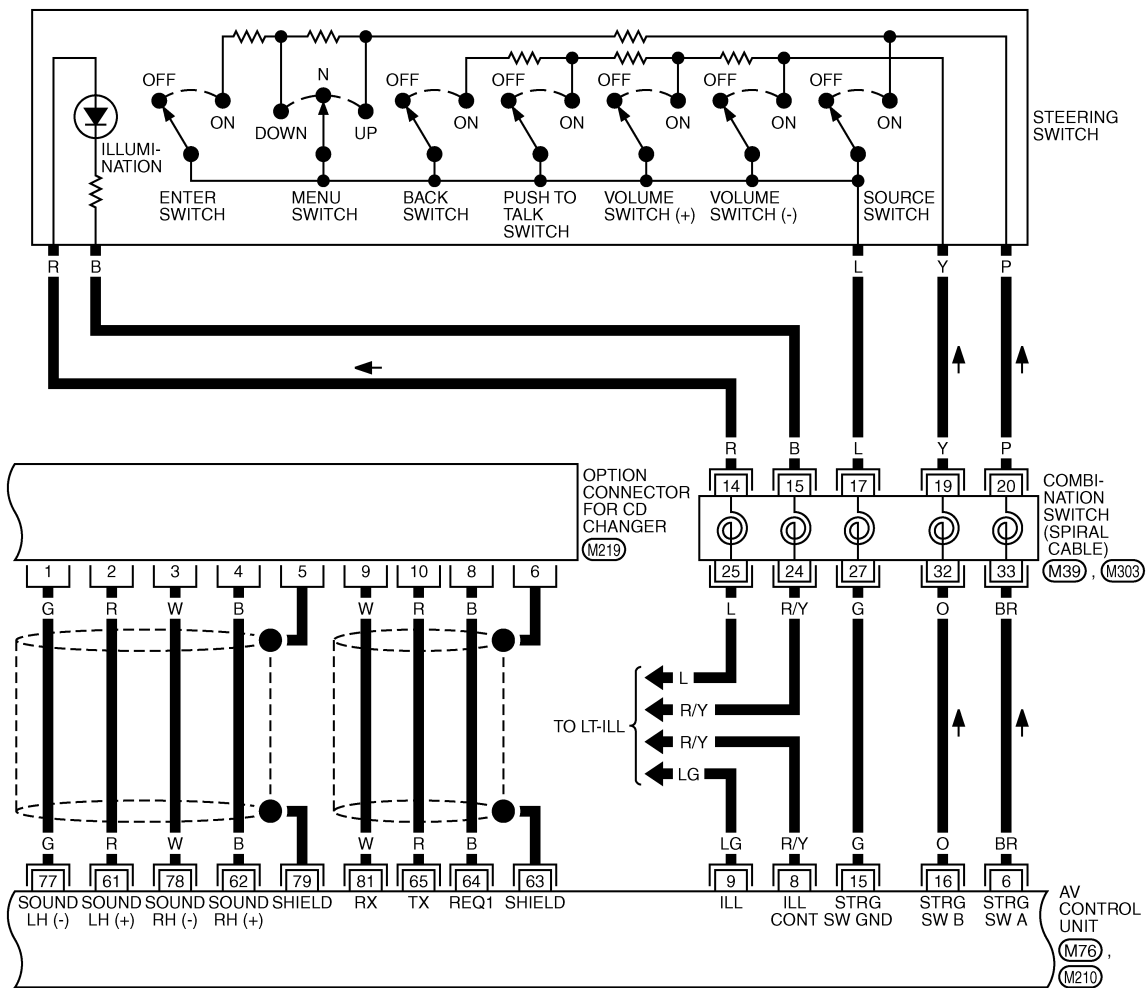 OFF
ON
N
DOWN
UP
OFF
ON
OFF
ON
OFF
ON
OFF
ON
OFF
ON
STEERING
SWITCH
ILLUMI-
NATION
ENTER
SWITCH
MENU
SWITCH
BACK
SWITCH
PUSH TO
TALK
SWITCH
VOLUME
SWITCH (+)
VOLUME
SWITCH (-)
SOURCE
SWITCH
R B L Y P
R B L Y P
14 15 17 19 20
COMBI-
NATION
SWITCH
(SPIRAL
CABLE)
M39 , M303
25 24 27 32 33
L R/Y G O BR
OPTION
CONNECTOR
FOR CD
CHANGER
M219
1 2 3 4 5 9 10 8 6
G R W B W R B
TO LT-ILL
L
R/Y
R/Y
LG
G R W B W R B LG R/Y G O BR
77 61 78 62 79 81 65 64 63 9 8 15 16 6
SOUND
LH (-)
SOUND
LH (+)
SOUND
RH (-)
SOUND
RH (+)
SHIELD
RX
TX
REQ1
SHIELD
ILL
ILL
CONT
STRG
SW GND
STRG
SW B
STRG
SW A
AV
CONTROL
UNIT
M76 ,
M210